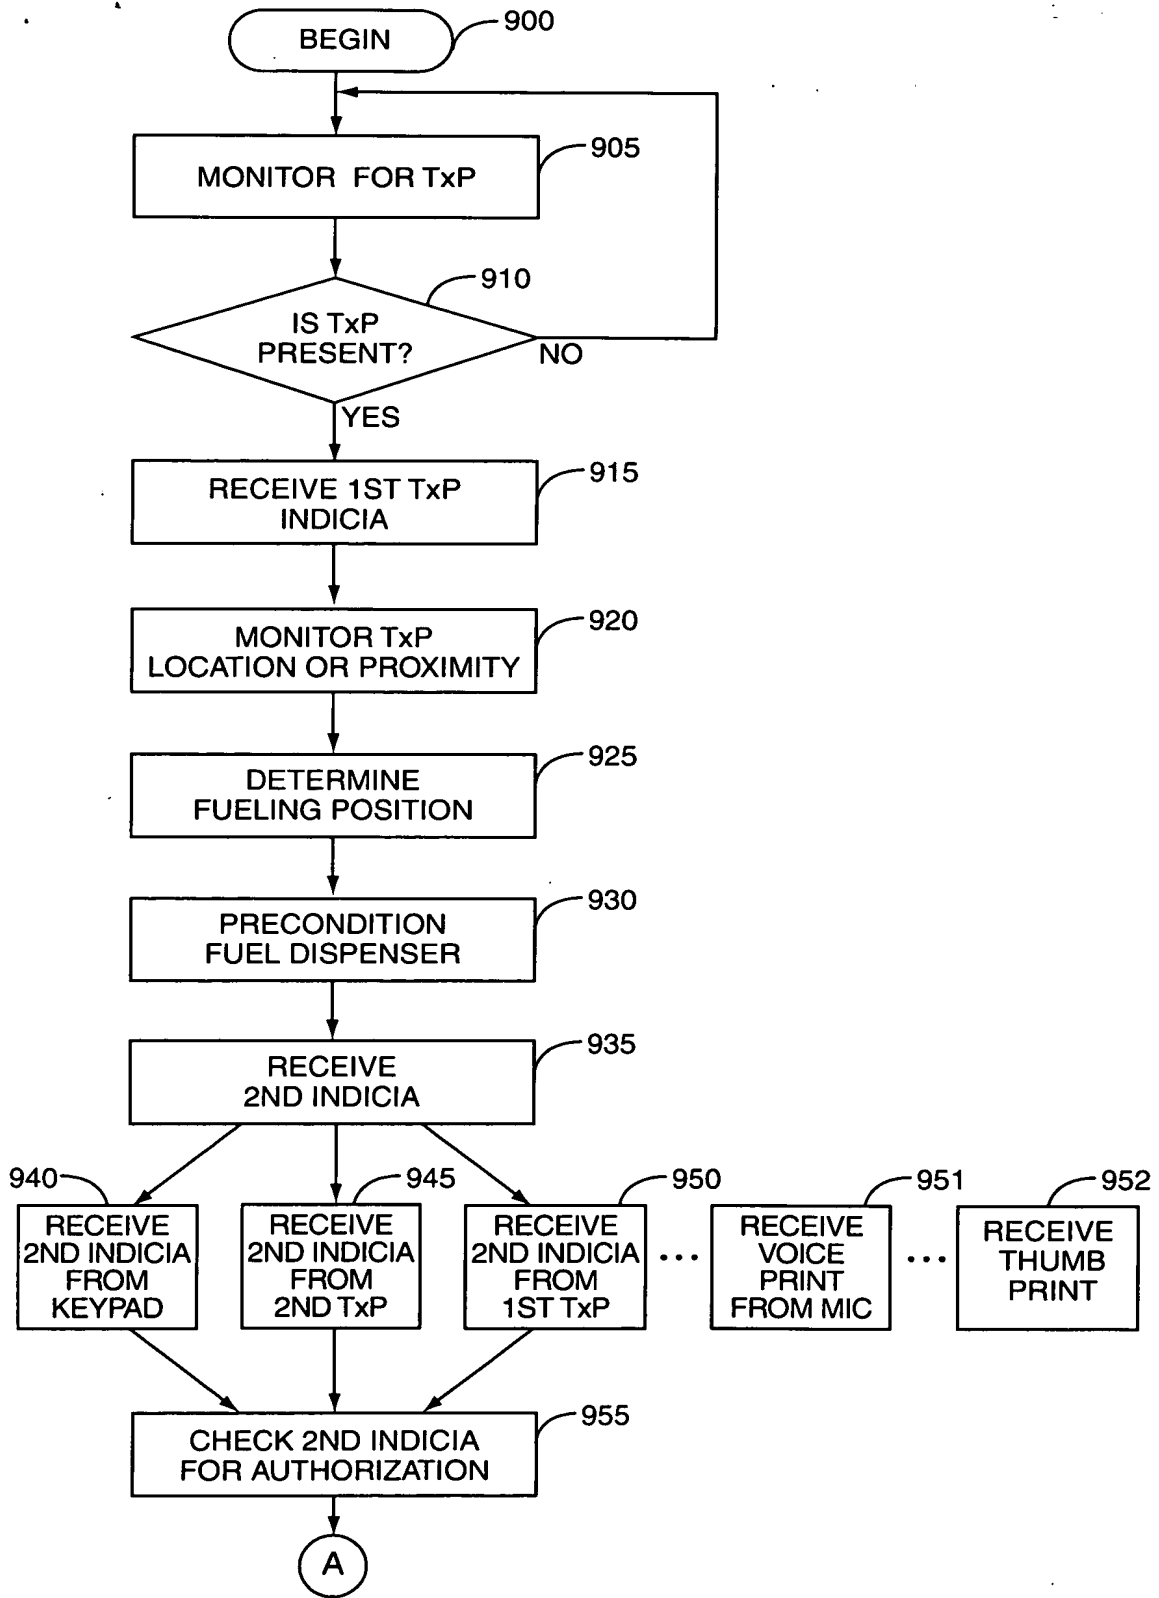 BEGIN
900
MONITOR FOR TxP
905
910
IS TxP
PRESENT?
NO
YES
RECEIVE 1ST TxP
INDICIA
915
MONITOR TxP
LOCATION OR PROXIMITY
920
DETERMINE
FUELING POSITION
925
PRECONDITION
FUEL DISPENSER
930
RECEIVE
2ND INDICIA
935
940
RECEIVE
2ND INDICIA
FROM
KEYPAD
945
RECEIVE
2ND INDICIA
FROM
2ND TxP
950
RECEIVE
2ND INDICIA
FROM
1ST TxP
...
951
RECEIVE
VOICE
PRINT
FROM MIC
...
952
RECEIVE
THUMB
PRINT
CHECK 2ND INDICIA
FOR AUTHORIZATION
955
A